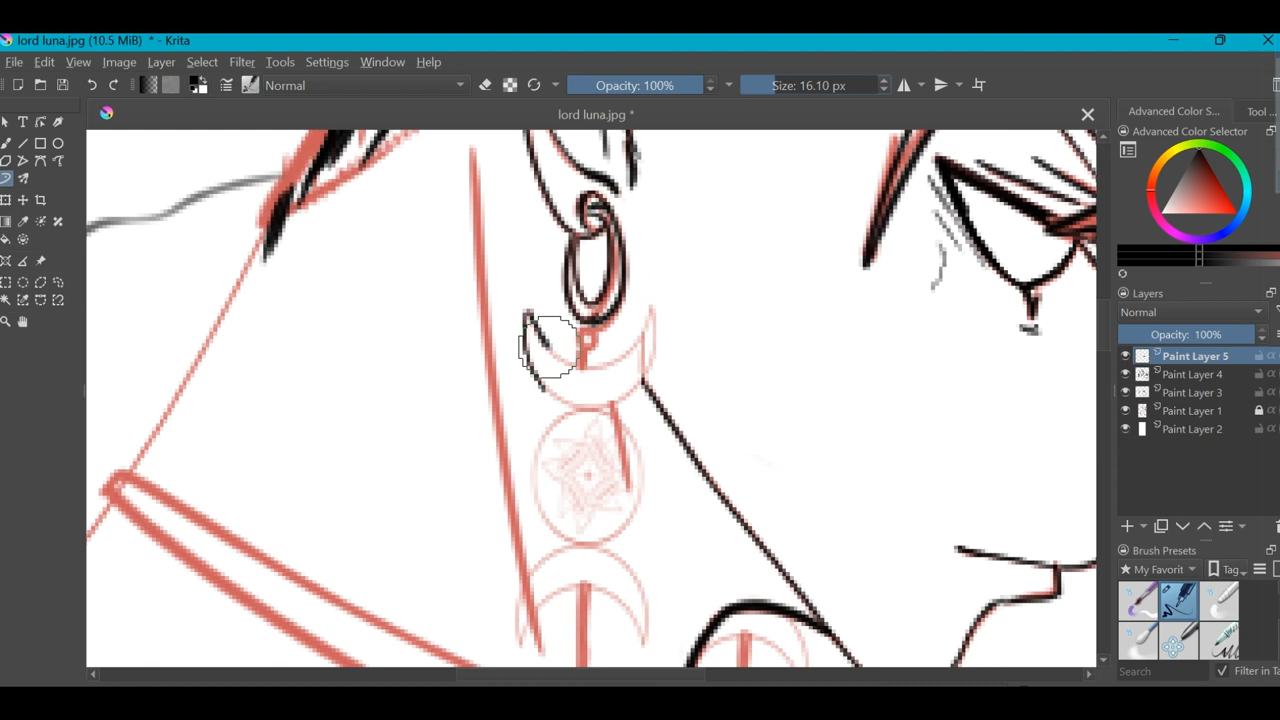 lord luna.jpg (10.5 MiB) * - Krita
File Edit View Image Layer Select Filter Tools Settings Window Help
Normal Opacity: 100% Size: 16.10 px
lord luna.jpg *
Advanced Color S... Tool ...
Advanced Color Selector
Layers
Normal
Opacity: 100%
Paint Layer 5
Paint Layer 4
Paint Layer 3
Paint Layer 1
Paint Layer 2
Brush Presets
My Favorit Tag
Search Filter in Ta